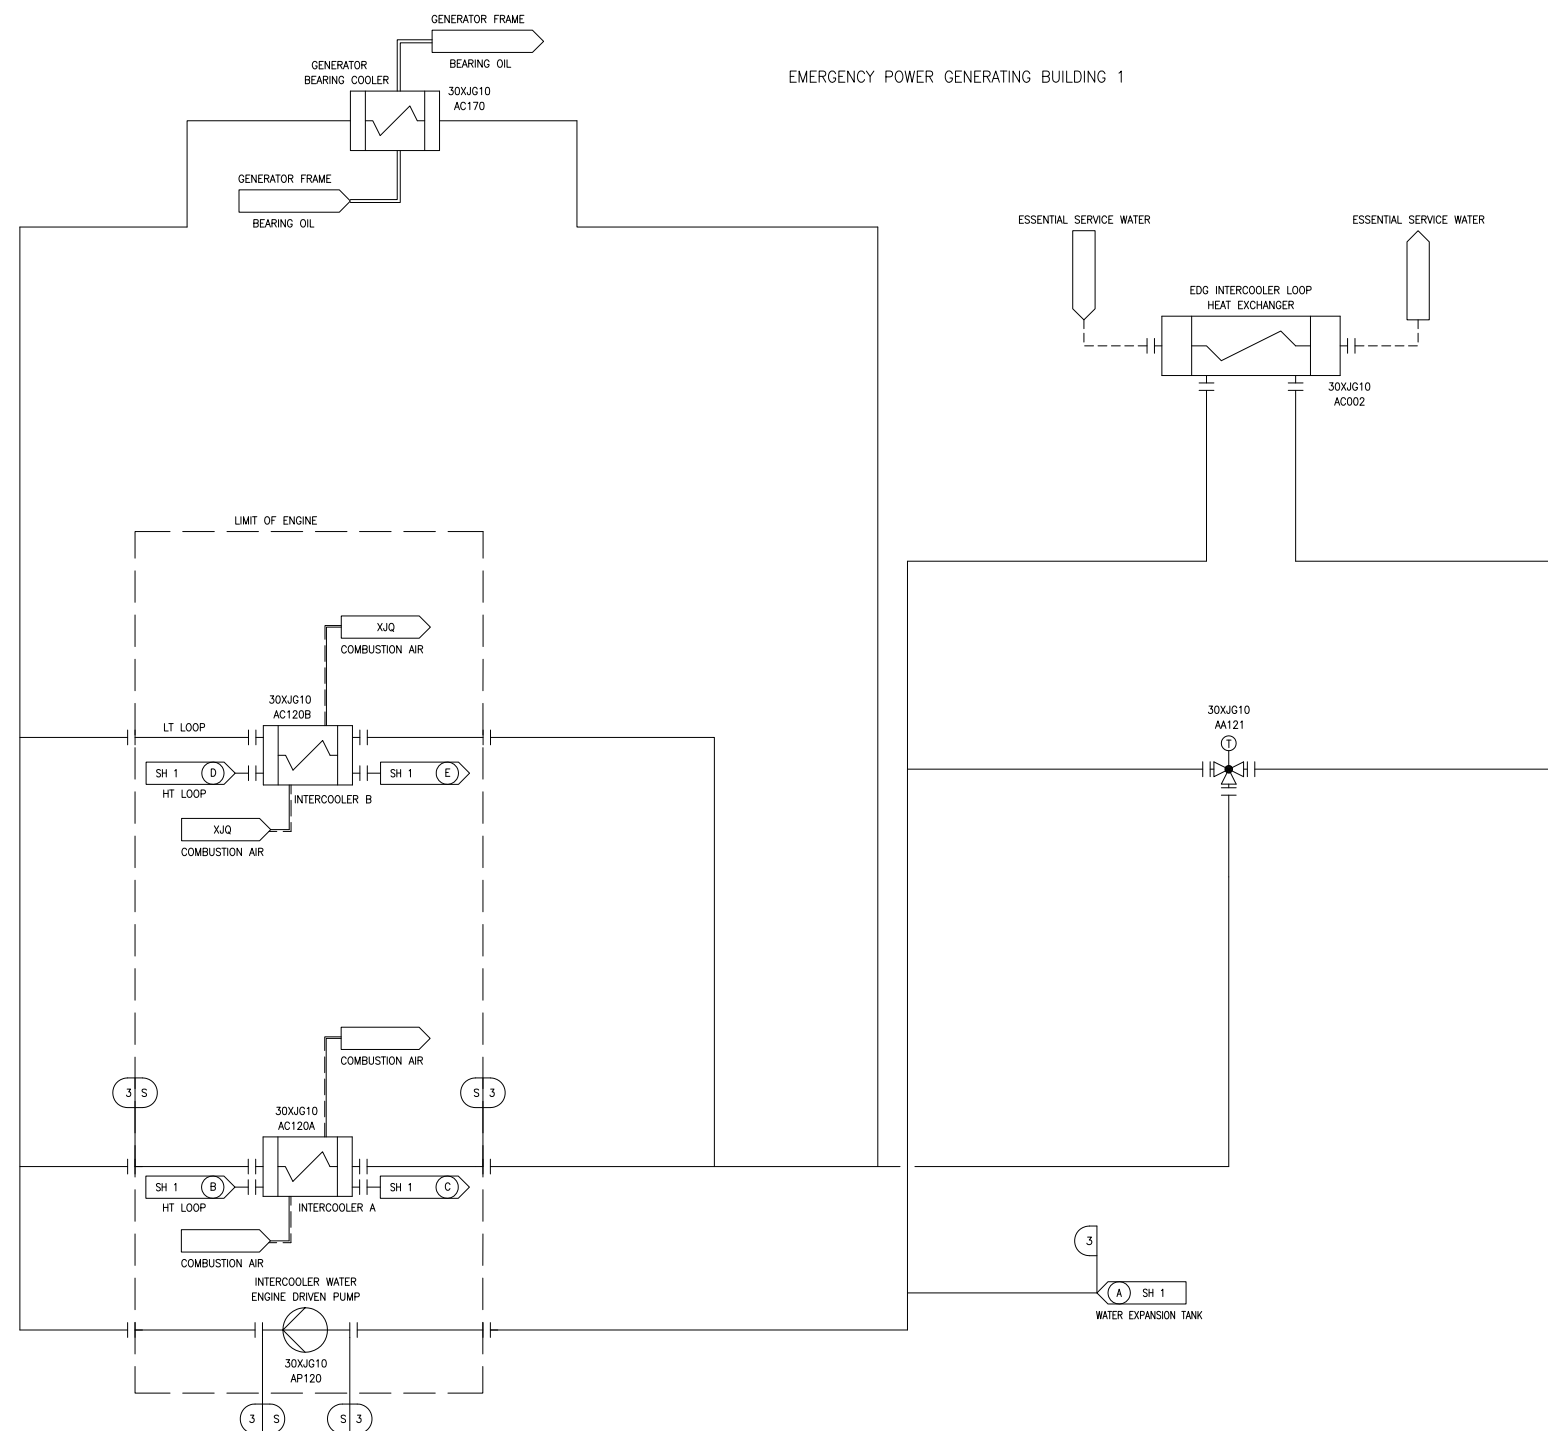 GENERATOR FRAME
BEARING OIL
GENERATOR
BEARING COOLER
30XJG10
AC170
EMERGENCY POWER GENERATING BUILDING 1
GENERATOR FRAME
BEARING OIL
ESSENTIAL SERVICE WATER
ESSENTIAL SERVICE WATER
EDG INTERCOOLER LOOP
HEAT EXCHANGER
30XJG10
AC002
LIMIT OF ENGINE
XJQ
COMBUSTION AIR
30XJG10
AC120B
LT LOOP
SH 1 D
SH 1 E
HT LOOP
INTERCOOLER B
XJQ
COMBUSTION AIR
30XJG10
AA121
T
COMBUSTION AIR
3 S
S 3
30XJG10
AC120A
SH 1 B
SH 1 C
HT LOOP
INTERCOOLER A
COMBUSTION AIR
3
A SH 1
WATER EXPANSION TANK
INTERCOOLER WATER
ENGINE DRIVEN PUMP
30XJG10
AP120
3 S
S 3